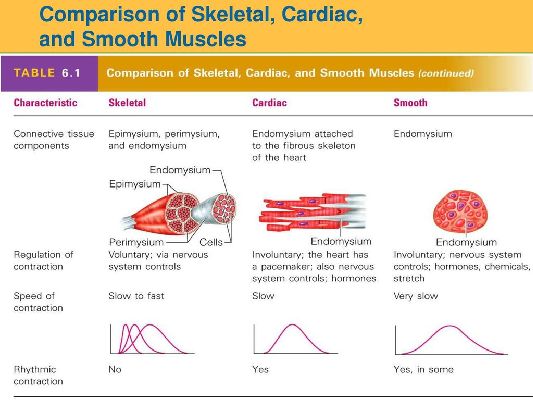 Comparison of Skeletal, Cardiac,
and Smooth Muscles
TABLE 6.1 Comparison of Skeletal, Cardiac, and Smooth Muscles (continued)
Characteristic Skeletal Cardiac Smooth
Connective tissue Epimysium, perimysium, Endomysium attached Endomysium
components and endomysium to the fibrous skeleton
of the heart
Endomysium
Epimysium
Perimysium Cells Endomysium Endomysium
Regulation of Voluntary; via nervous Involuntary; the heart has Involuntary; nervous system
contraction system controls a pacemaker; also nervous controls; hormones, chemicals,
system controls; hormones stretch
Speed of Slow to fast Slow Very slow
contraction
Rhythmic No Yes Yes, in some
contraction